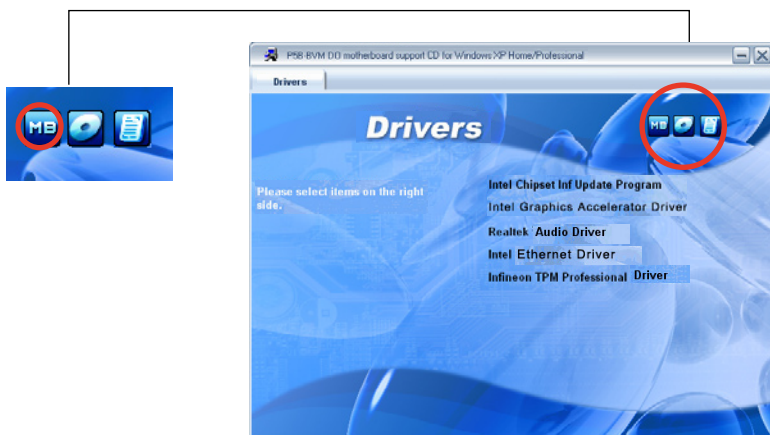 P5B-BVM DO motherboard support CD for Windows XP Home/Professional
Drivers
MB
Drivers
MB
Please select items on the right
side.
Intel Chipset Inf Update Program
Intel Graphics Accelerator Driver
Realtek Audio Driver
Intel Ethernet Driver
Infineon TPM Professional Driver